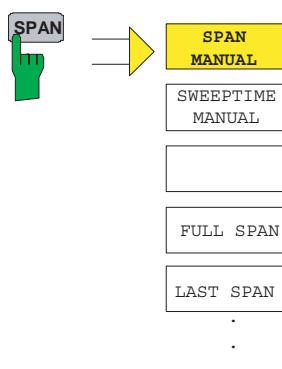 SPAN
SPAN
MANUAL
SWEEPTIME
MANUAL
FULL SPAN
LAST SPAN
.
.